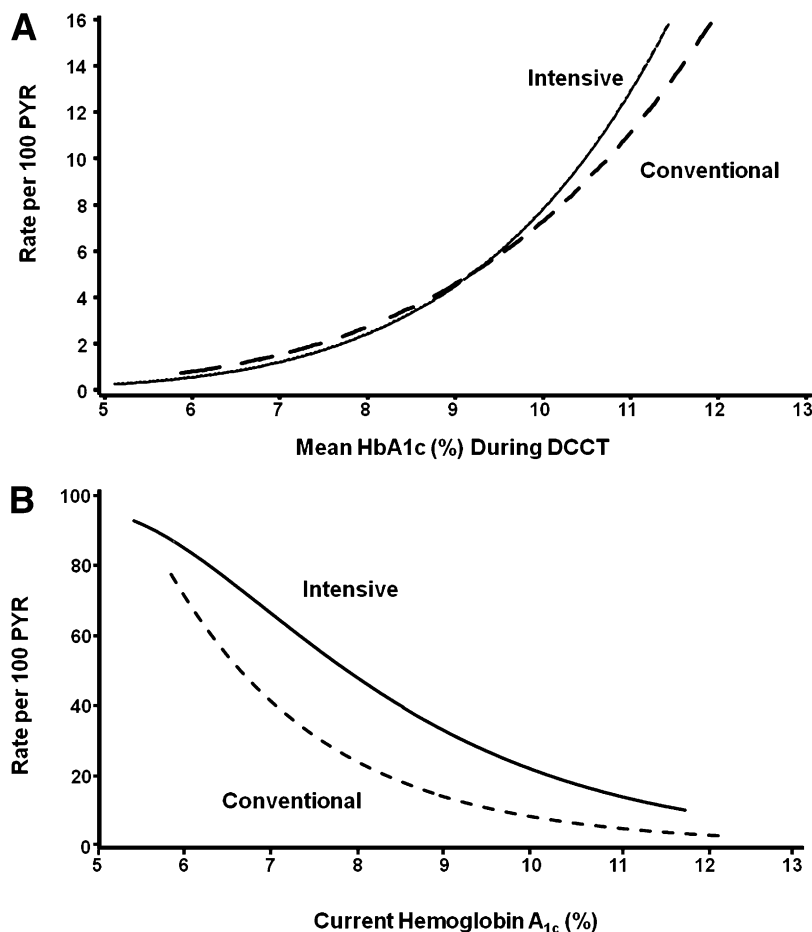 A
16
14
12
10
8
6
4
2
0
Rate per 100 PYR
Intensive
Conventional
5 6 7 8 9 10 11 12 13
Mean HbA1c (%) During DCCT
B
100
80
60
40
20
0
Rate per 100 PYR
Intensive
Conventional
5 6 7 8 9 10 11 12 13
Current Hemoglobin A1c (%)